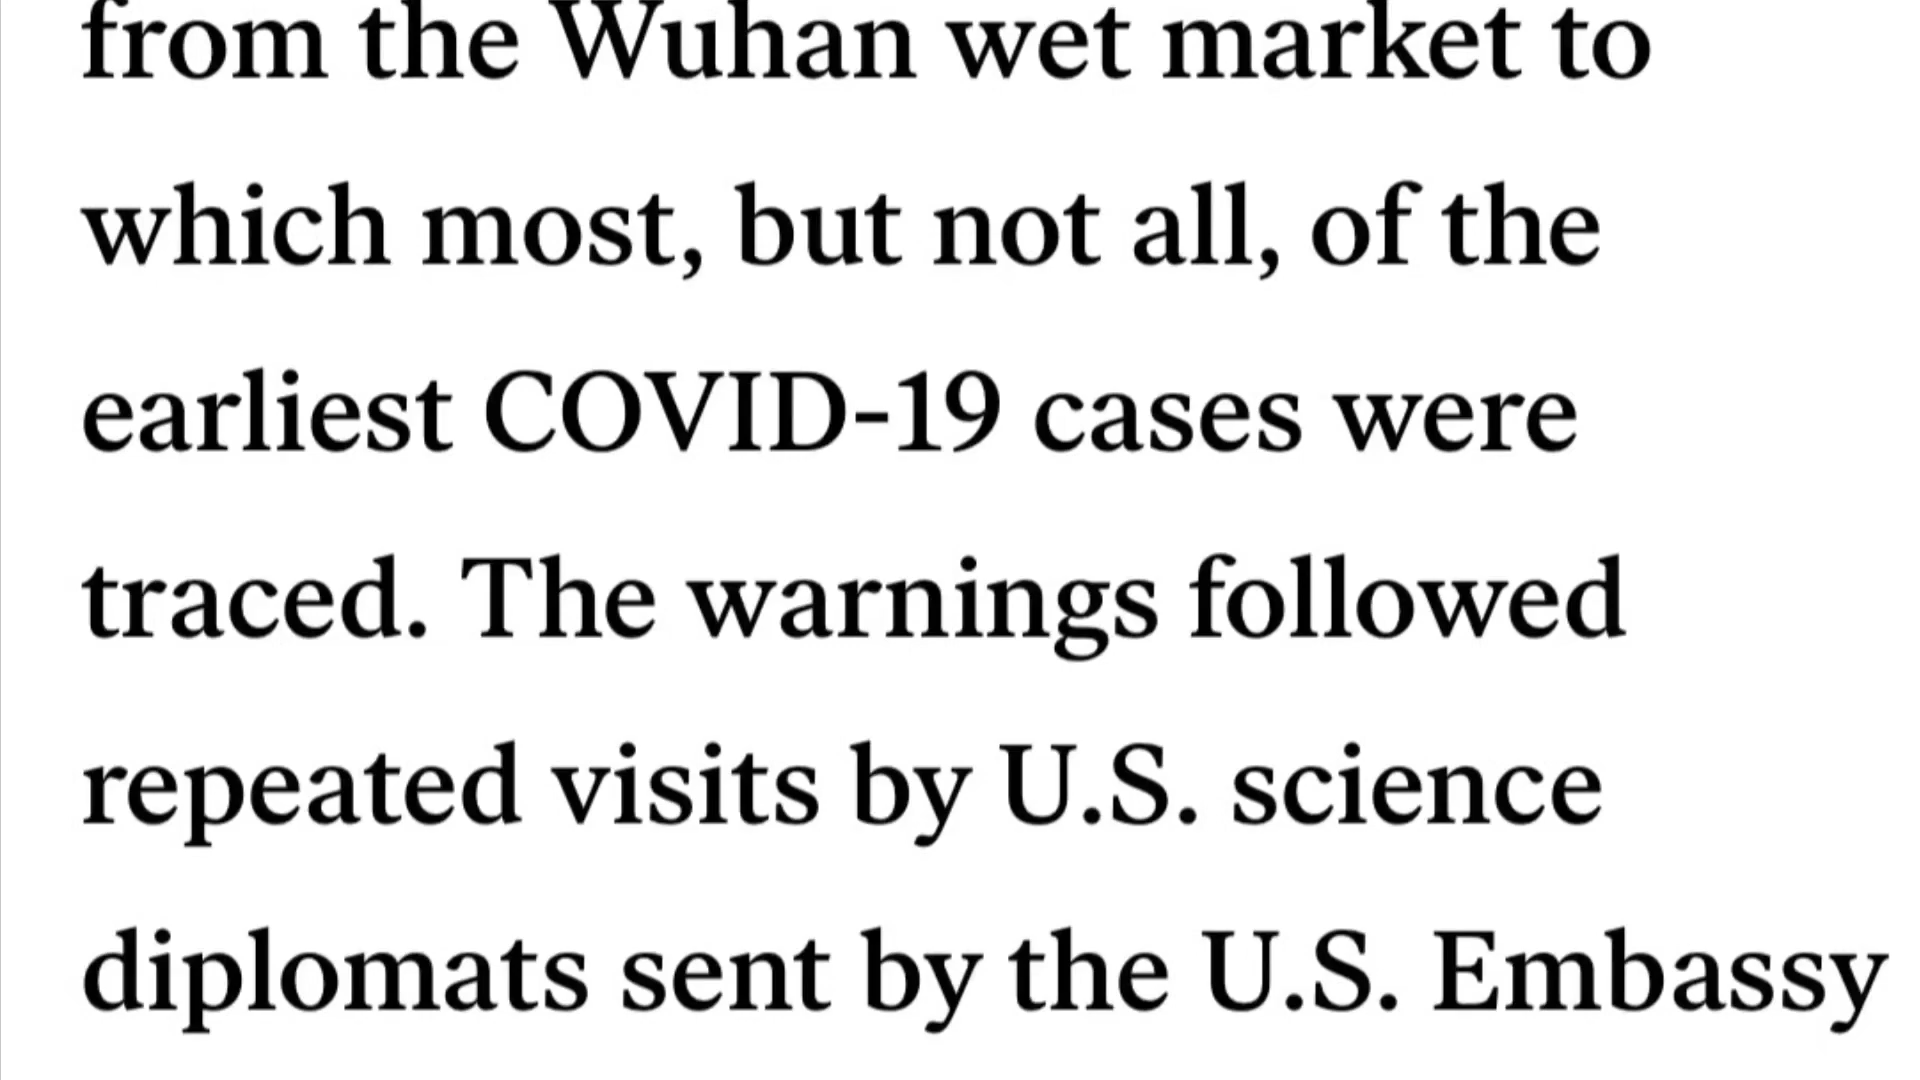 from the Wuhan wet market to
which most, but not all, of the
earliest COVID-19 cases were
traced. The warnings followed
repeated visits by U.S. science
diplomats sent by the U.S. Embassy